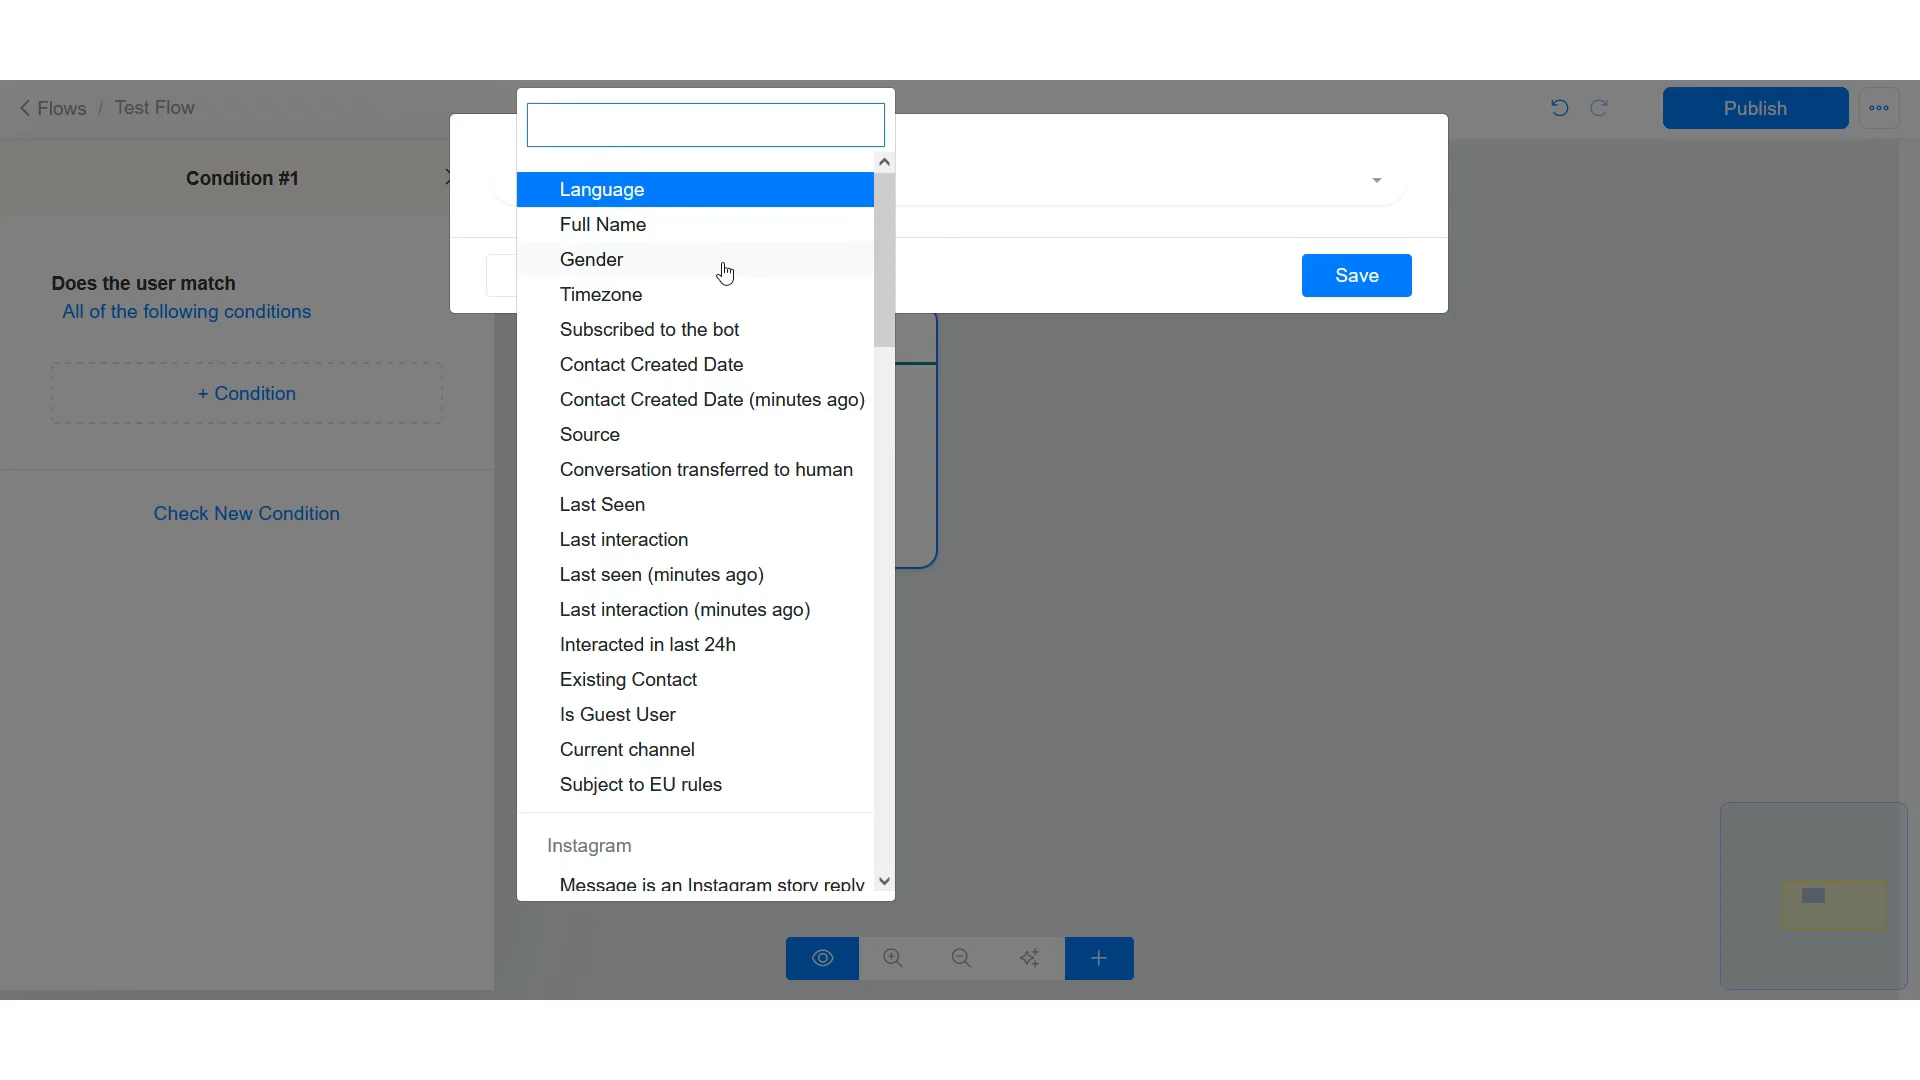 Flows / Test Flow
Publish
Condition #1
Does the user match
All of the following conditions
+ Condition
Check New Condition
Language
Full Name
Gender
Timezone
Subscribed to the bot
Contact Created Date
Contact Created Date (minutes ago)
Source
Conversation transferred to human
Last Seen
Last interaction
Last seen (minutes ago)
Last interaction (minutes ago)
Interacted in last 24h
Existing Contact
Is Guest User
Current channel
Subject to EU rules
Instagram
Message is an Instagram story reply
Save